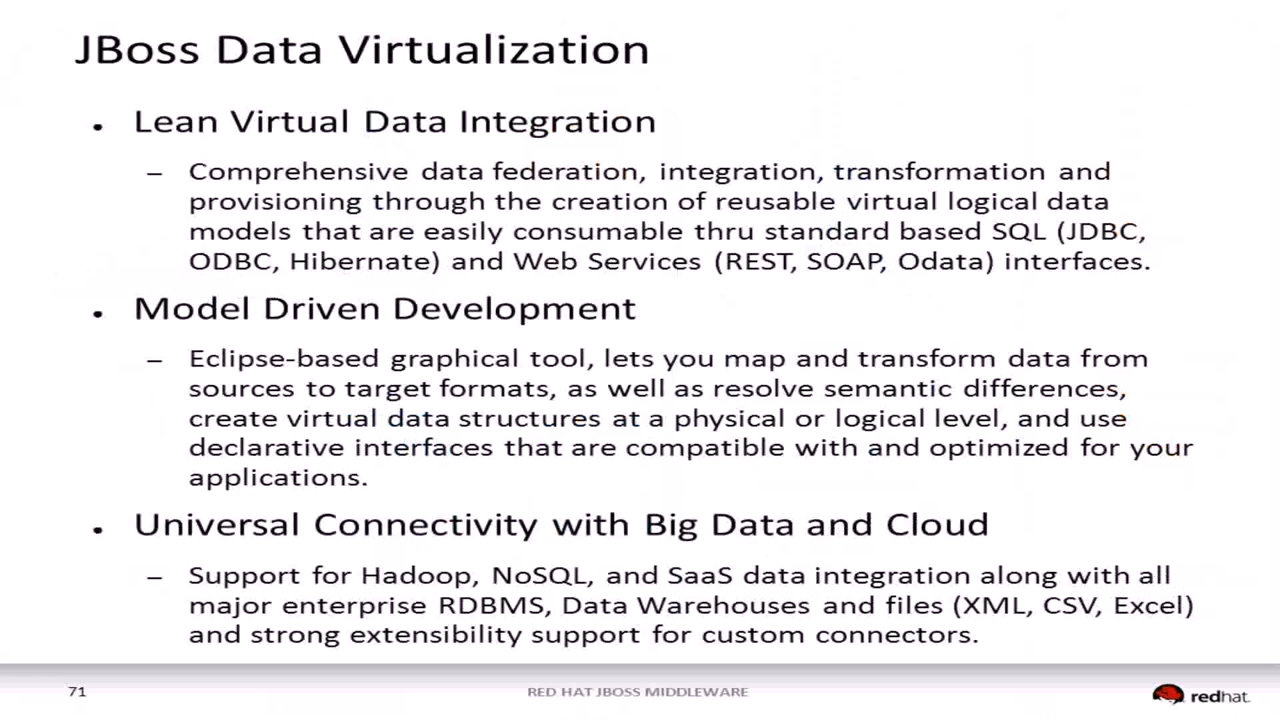 JBoss Data Virtualization
• Lean Virtual Data Integration
– Comprehensive data federation, integration, transformation and
provisioning through the creation of reusable virtual logical data
models that are easily consumable thru standard based SQL (JDBC,
ODBC, Hibernate) and Web Services (REST, SOAP, Odata) interfaces.
• Model Driven Development
– Eclipse-based graphical tool, lets you map and transform data from
sources to target formats, as well as resolve semantic differences,
create virtual data structures at a physical or logical level, and use
declarative interfaces that are compatible with and optimized for your
applications.
• Universal Connectivity with Big Data and Cloud
– Support for Hadoop, NoSQL, and SaaS data integration along with all
major enterprise RDBMS, Data Warehouses and files (XML, CSV, Excel)
and strong extensibility support for custom connectors.
71
RED HAT JBOSS MIDDLEWARE
redhat.